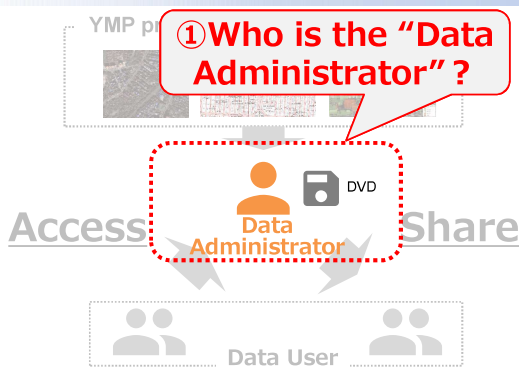 YMP pr
①Who is the “Data
Administrator”？
DVD
Data
Administrator
Access
Share
Data User